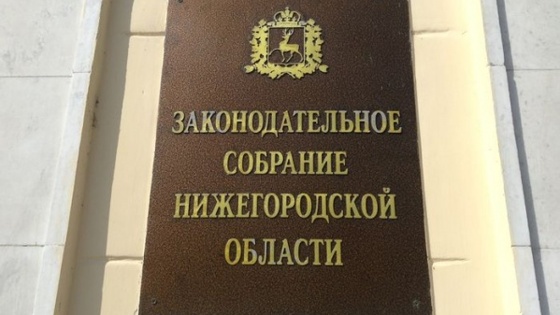 ЗАКОНОДАТЕЛЬНОЕ
СОБРАНИЕ
НИЖЕГОРОДСКОЙ
ОБЛАСТИ